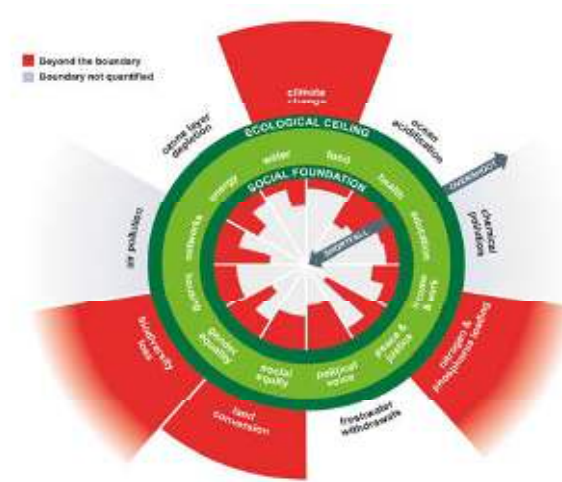 Beyond the boundary
Boundary not quantified
climate
change
ozone layer
depletion
ocean
acidification
ECOLOGICAL CEILING
water
food
energy
health
SOCIAL FOUNDATION
networks
education
OVERSHOOT
SHORTFALL
air pollution
chemical
pollution
housing
income
& work
gender
equality
social
equity
political
voice
peace &
justice
biodiversity
loss
land
conversion
freshwater
withdrawals
nitrogen &
phosphorus loading